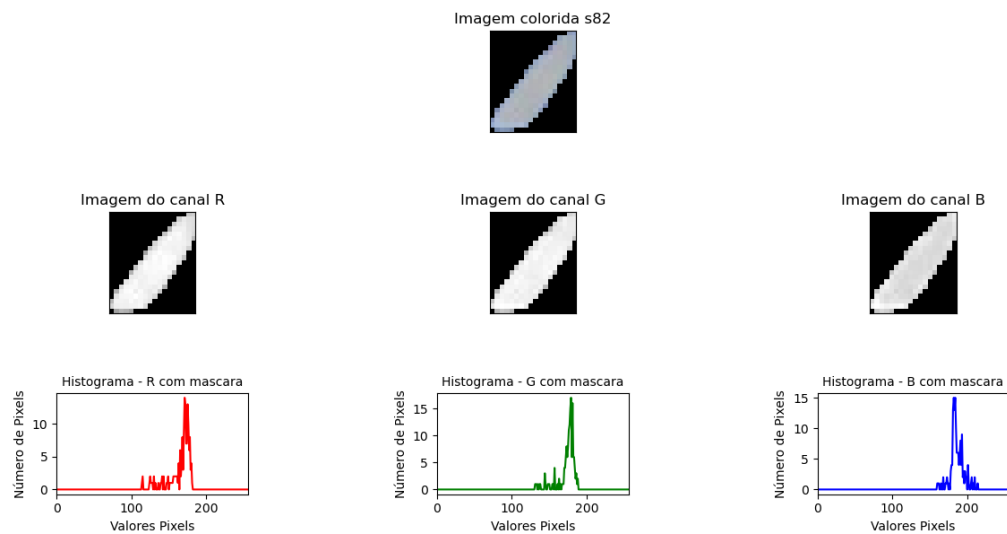 Imagem colorida s82
Imagem do canal R
Imagem do canal G
Imagem do canal B
Histograma - R com mascara
Número de Pixels
10
5
0
0
200
Valores Pixels
Histograma - G com mascara
Número de Pixels
15
10
5
0
0
200
Valores Pixels
Histograma - B com mascara
Número de Pixels
15
10
5
0
0
200
Valores Pixels